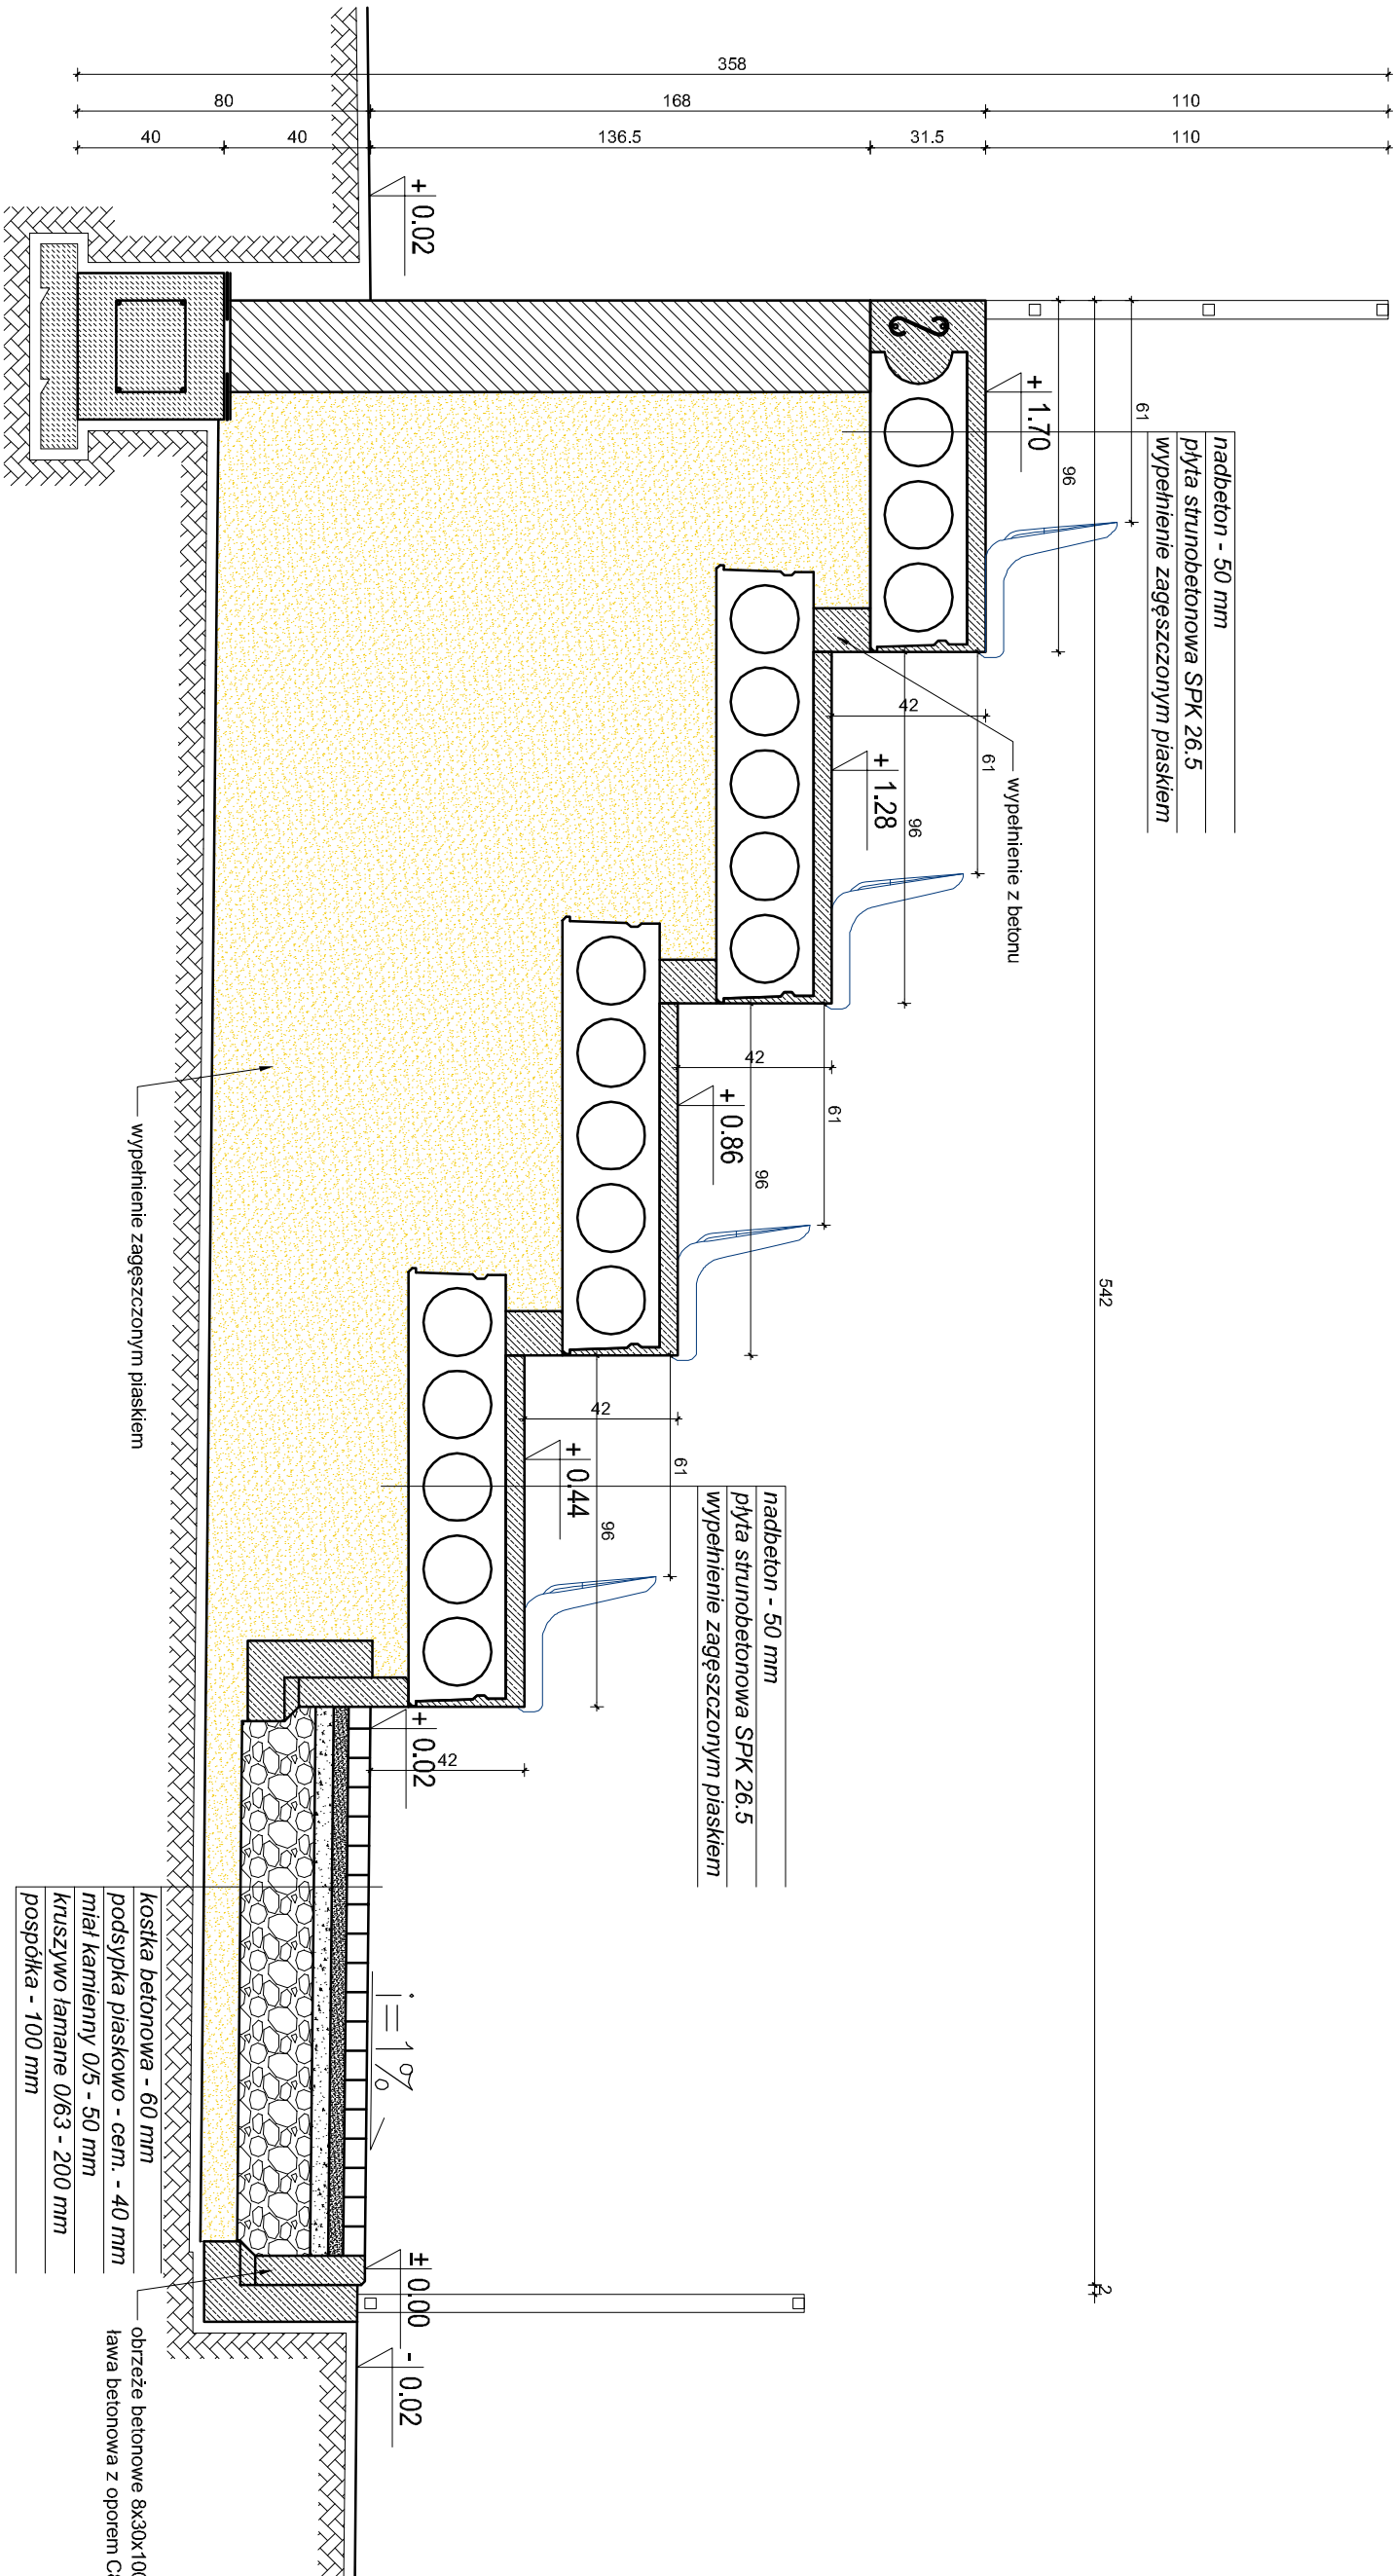 358
80
168
110
40
40
136.5
31.5
110
+ 0.02
+ 1.70
96
61
nadbeton - 50 mm
płyta strunobetonowa SPK 26.5
wypełnienie zagęszczonym piaskiem
42
61
wypełnienie z betonu
+ 1.28
96
542
42
61
+ 0.86
96
wypełnienie zagęszczonym piaskiem
42
61
+ 0.44
96
nadbeton - 50 mm
płyta strunobetonowa SPK 26.5
wypełnienie zagęszczonym piaskiem
+ 0.02
42
i=1%
kostka betonowa - 60 mm
podsypka piaskowo - cem. - 40 mm
miał kamienny 0/5 - 50 mm
kruszywo łamane 0/63 - 200 mm
pospółka - 100 mm
± 0.00
- 0.02
obrzeże betonowe
ława betonowa z oporem